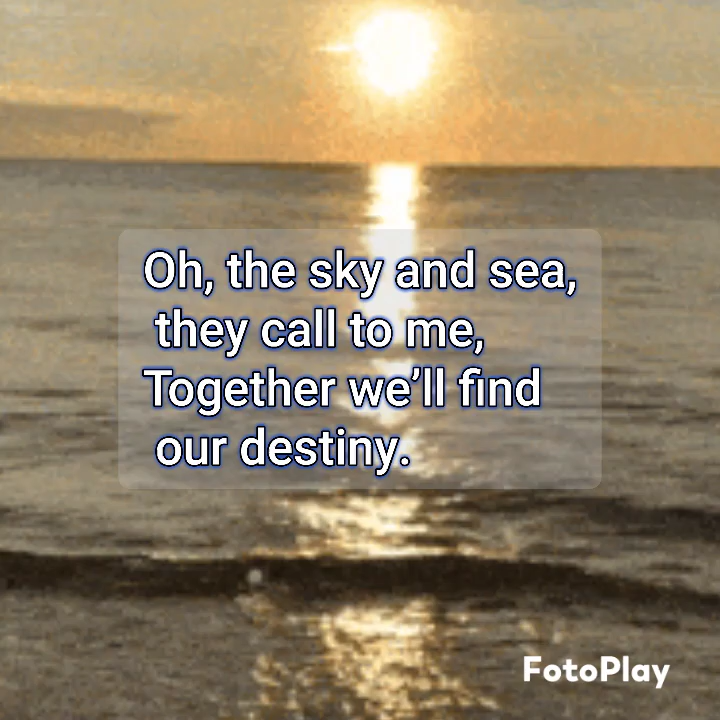 Oh, the sky and sea,
they call to me,
Together we’ll find
our destiny.
FotoPlay